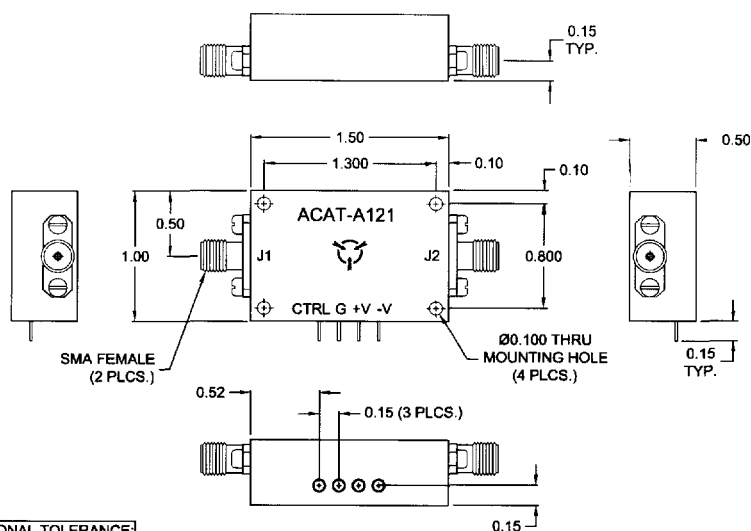 0.15
TYP.
1.50
1.300
0.10
0.10
0.50
0.50
1.00
ACAT-A121
J1
J2
0.800
CTRL G +V -V
SMA FEMALE
(2 PLCS.)
Ø0.100 THRU
MOUNTING HOLE
(4 PLCS.)
0.15
TYP.
0.52
0.15 (3 PLCS.)
0.15
ONAL TOLERANCE: